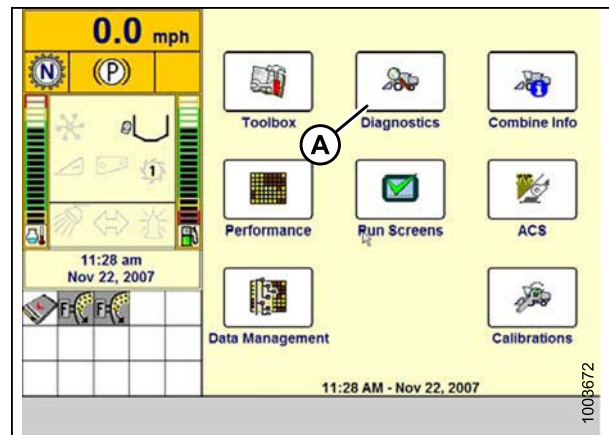 0.0 mph
N
(P)
1
11:28 am
Nov 22, 2007
F
F
Toolbox
Diagnostics
Combine Info
A
Performance
Run Screens
ACS
Data Management
Calibrations
11:28 AM - Nov 22, 2007
1003672